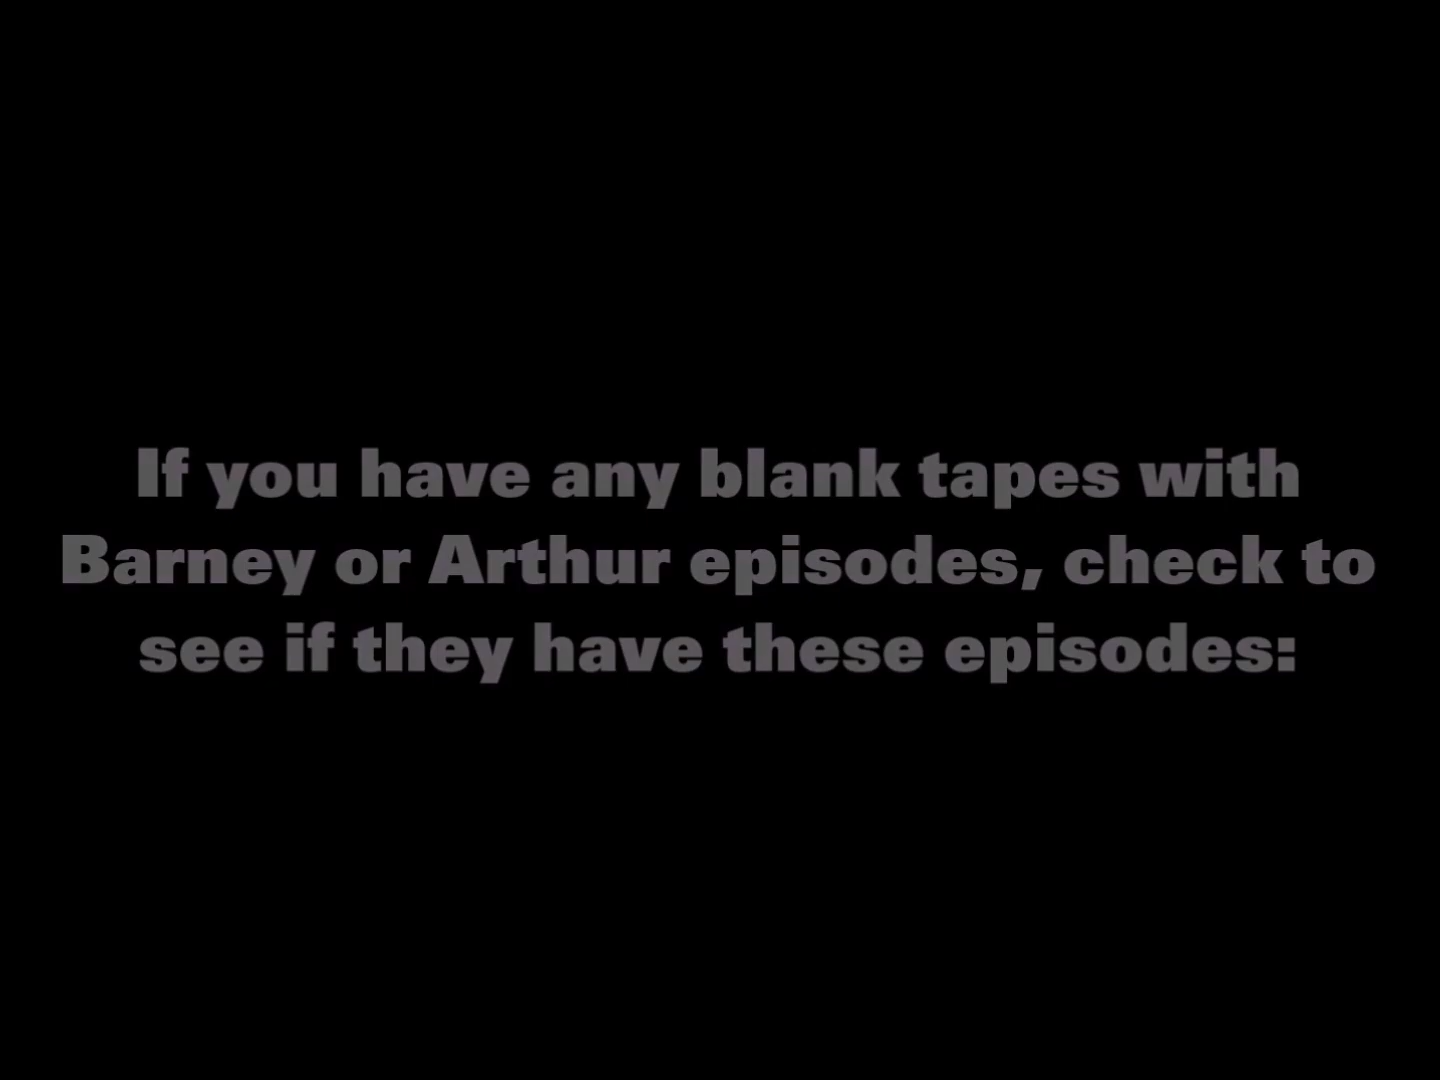 If you have any blank tapes with
Barney or Arthur episodes, check to
see if they have these episodes: